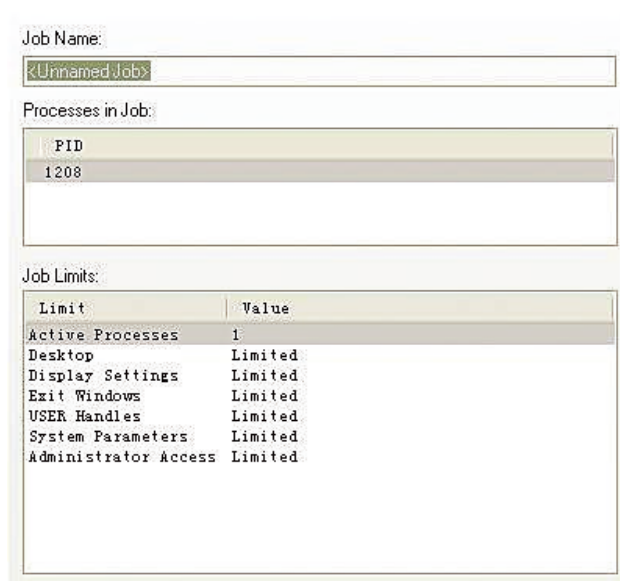 Job Name:
<Unnamed Job>
Processes in Job:
PID
1208
Job Limits:
Limit Value
Active Processes 1
Desktop Limited
Display Settings Limited
Exit Windows Limited
USER Handles Limited
System Parameters Limited
Administrator Access Limited